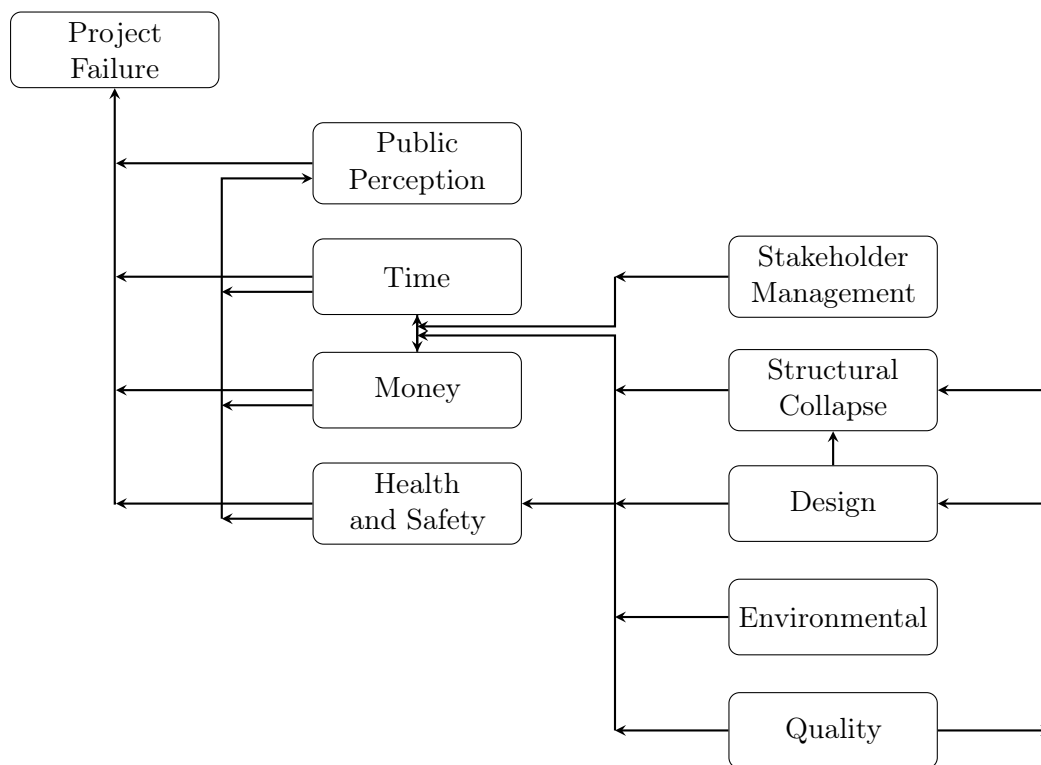 Project
Failure
Public
Perception
Time
Stakeholder
Management
Money
Structural
Collapse
Health
and Safety
Design
Environmental
Quality